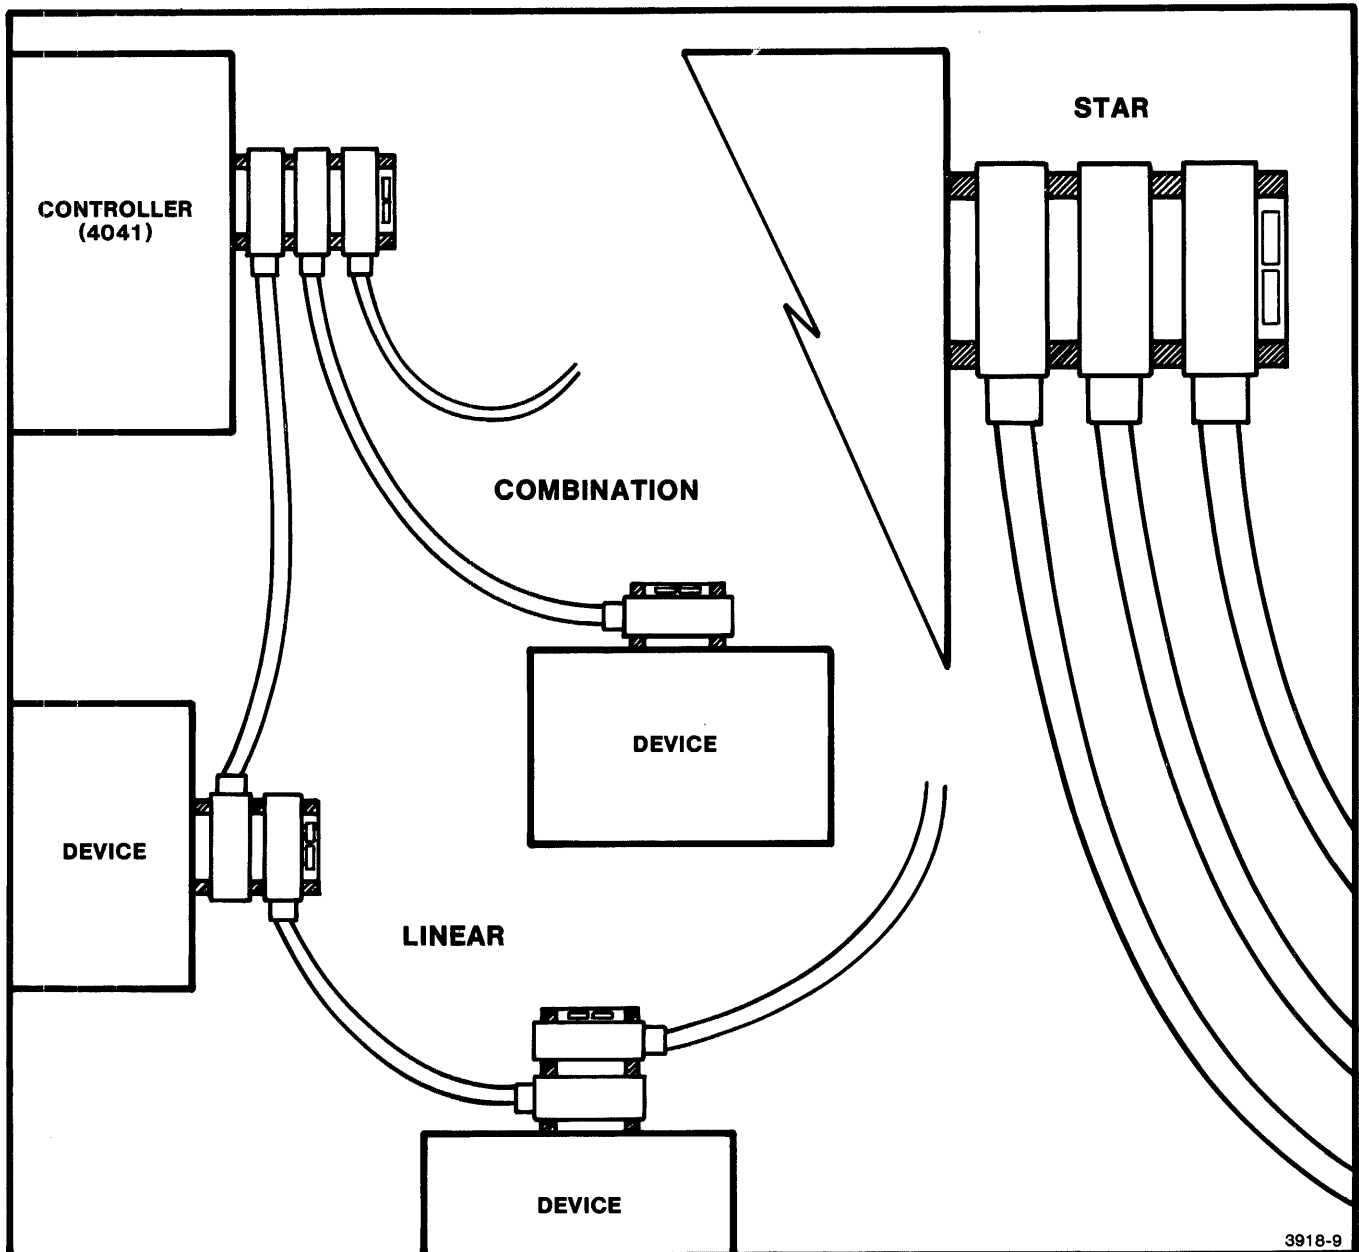 STAR
CONTROLLER
(4041)
COMBINATION
DEVICE
DEVICE
LINEAR
DEVICE
3918-9